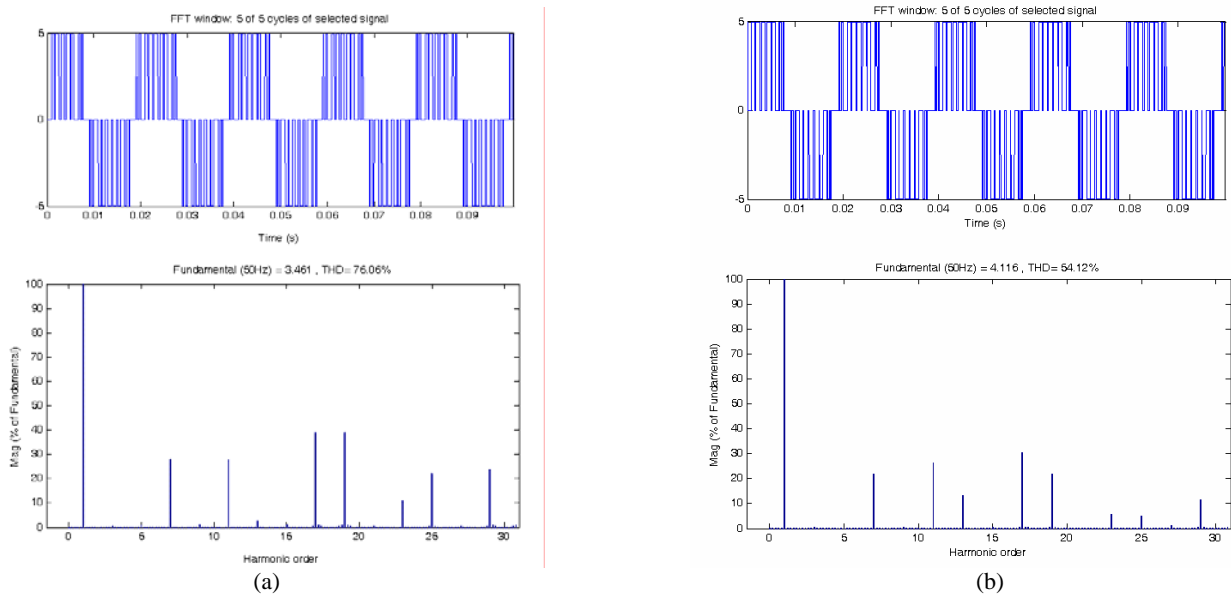 FFT window: 5 of 5 cycles of selected signal
5
0
-5
0 0.01 0.02 0.03 0.04 0.05 0.06 0.07 0.08 0.09
Time (s)
Fundamental (50Hz) = 3.461 , THD= 76.06%
100
90
80
70
60
50
40
30
20
10
0
Mag (% of Fundamental)
0 5 10 15 20 25 30
Harmonic order
(a)
FFT window: 5 of 5 cycles of selected signal
5
0
-5
0 0.01 0.02 0.03 0.04 0.05 0.06 0.07 0.08 0.09
Time (s)
Fundamental (50Hz) = 4.116 , THD= 54.12%
100
90
80
70
60
50
40
30
20
10
0
Mag (% of Fundamental)
0 5 10 15 20 25 30
Harmonic order
(b)